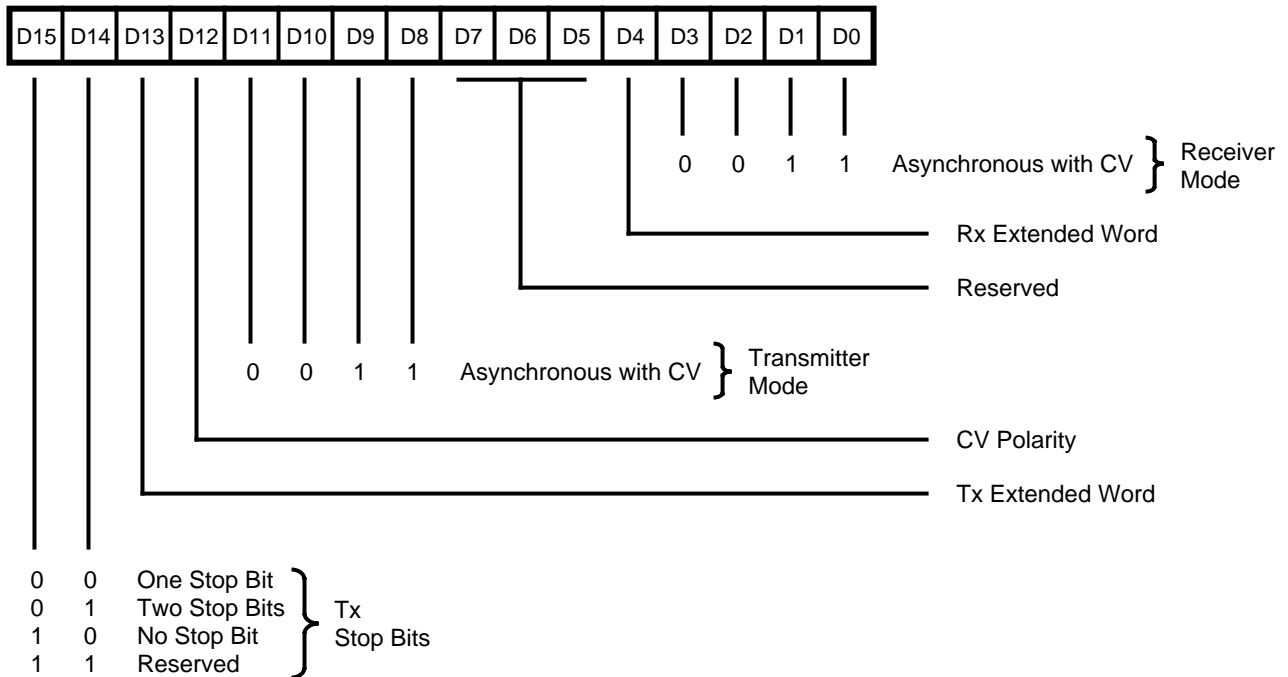 D15 D14 D13 D12 D11 D10 D9 D8 D7 D6 D5 D4 D3 D2 D1 D0
0 0 1 1 Asynchronous with CV Receiver
Mode
Rx Extended Word
Reserved
0 0 1 1 Asynchronous with CV Transmitter
Mode
CV Polarity
Tx Extended Word
0 0 One Stop Bit
0 1 Two Stop Bits
1 0 No Stop Bit
1 1 Reserved
Tx
Stop Bits